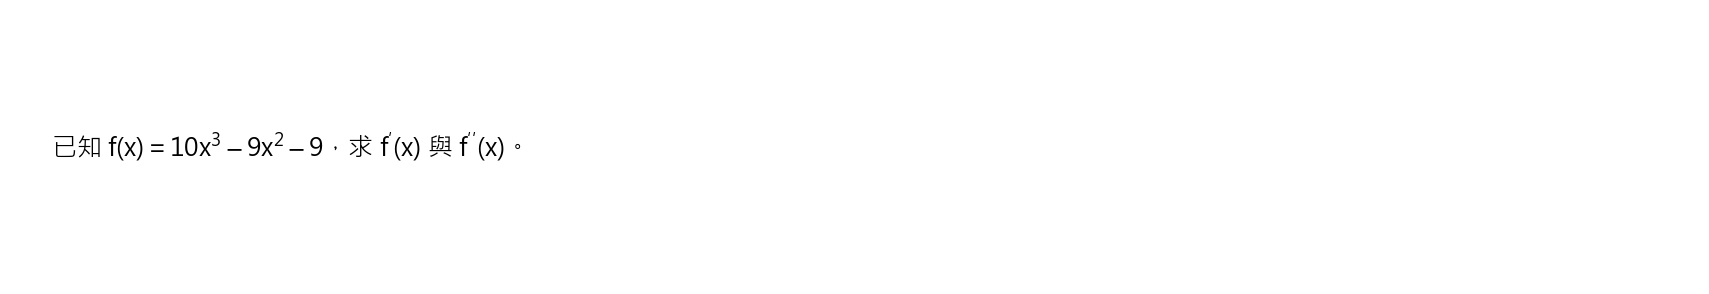 已知 f(x) = 10x³ – 9x² – 9，求 f′(x) 與 f′′(x)。